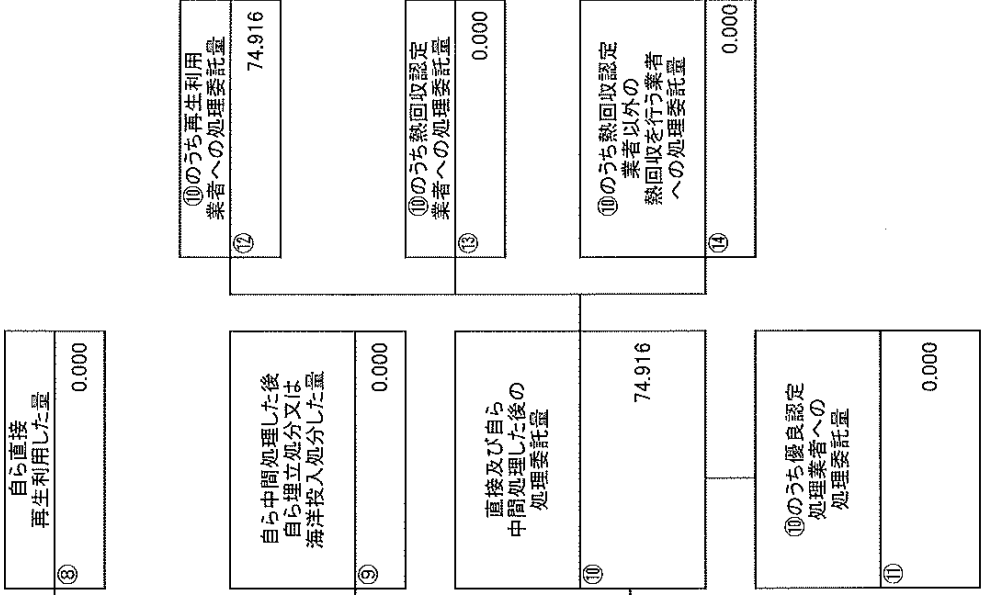 自ら直接
再生利用した量
⑧
0.000
自ら中間処理した後
自ら埋立処分又は
海洋投入処分した量
⑨
0.000
直接及び自ら
中間処理した後の
処理委託量
⑩
74.916
⑩のうち優良認定
処理業者への
処理委託量
⑪
0.000
⑩のうち再生利用
業者への処理委託量
⑫
74.916
⑩のうち熱回収認定
業者への処理委託量
⑬
0.000
⑩のうち熱回収認定
業者以外の
熱回収を行う業者
への処理委託量
⑭
0.000